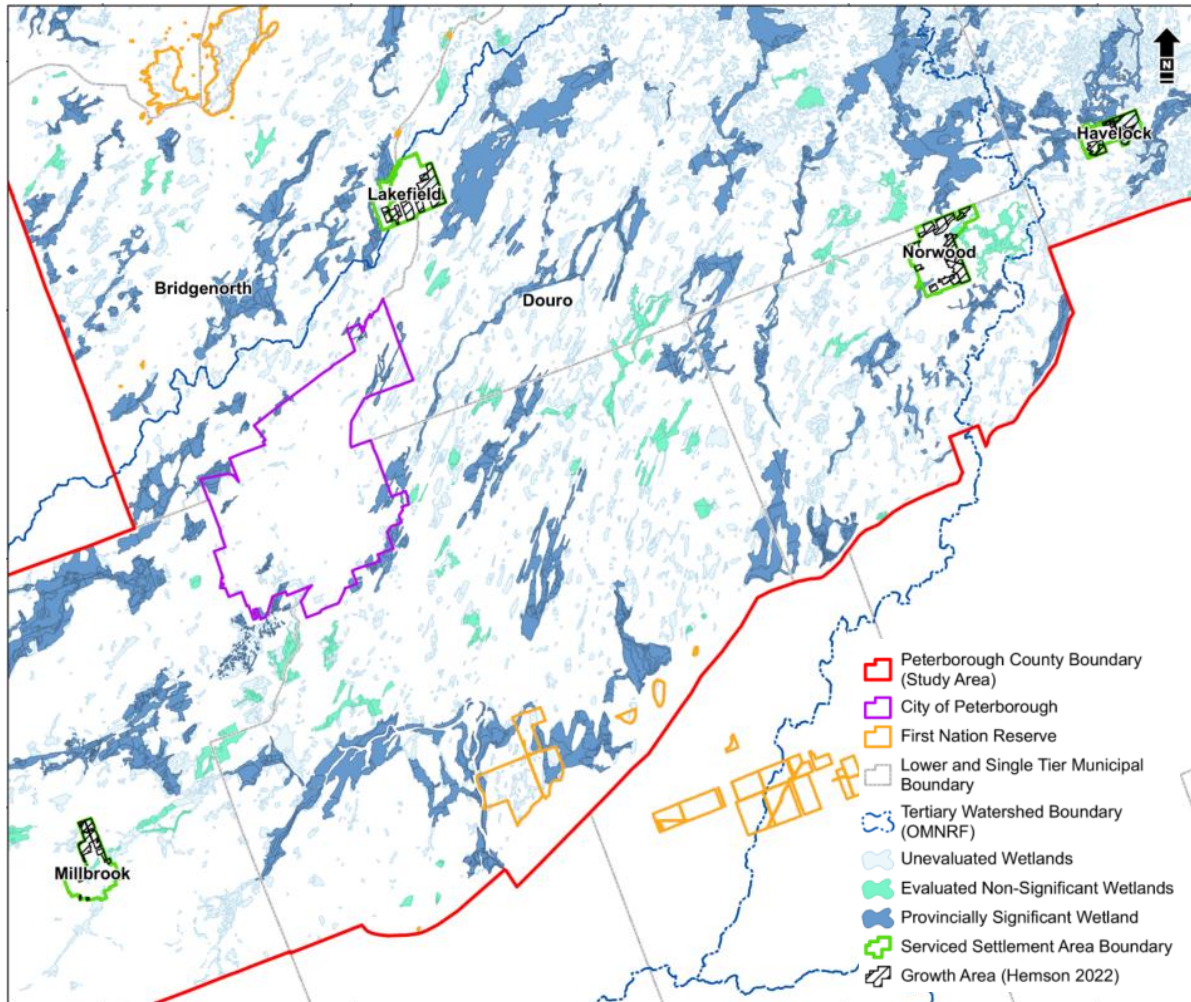 N
Havelock
Lakefield
Norwood
Bridgenorth
Douro
Millbrook
Peterborough County Boundary
(Study Area)
City of Peterborough
First Nation Reserve
Lower and Single Tier Municipal
Boundary
Tertiary Watershed Boundary
(OMNRF)
Unevaluated Wetlands
Evaluated Non-Significant Wetlands
Provincially Significant Wetland
Serviced Settlement Area Boundary
Growth Area (Hemson 2022)